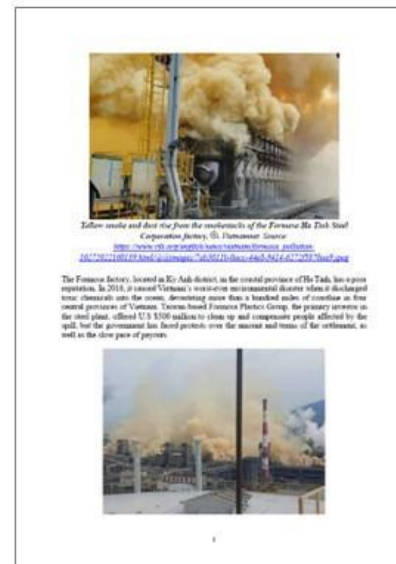 Yellow smoke and dust rise from the smokestacks of the Formosa Ha Tinh Steel
Corporation factory, ©, Vietnamnet Source:
The Formosa factory, located in Ky Anh district, in the coastal province of Ha Tinh, has a poor
reputation. In 2016, it caused Vietnam's worst-ever environmental disaster when it discharged
toxic chemicals into the ocean, devastating more than a hundred miles of coastline in four
central provinces of Vietnam. Taiwan-based Formosa Plastics Group, the primary investor in
the steel plant, offered U.S $500 million to clean up and compensate people affected by the
spill, but the government has faced protests over the amount and terms of the settlement, as
well as the slow pace of payouts.